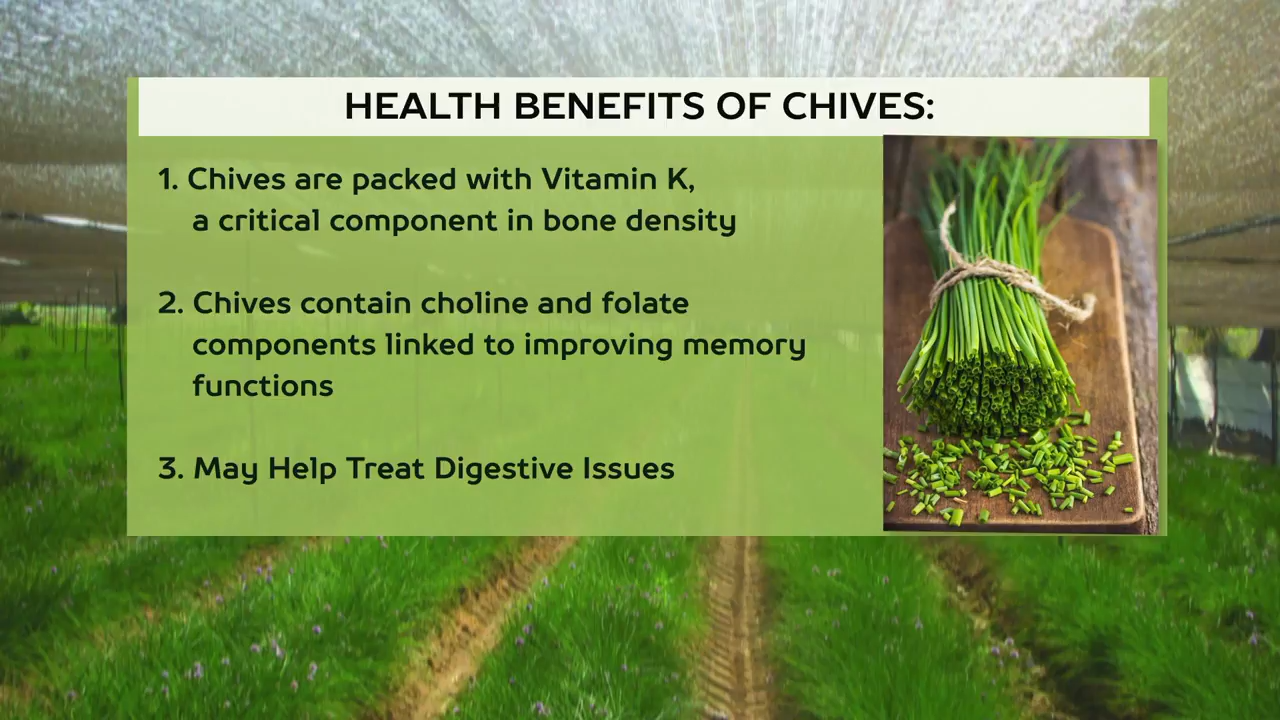 HEALTH BENEFITS OF CHIVES:
1. Chives are packed with Vitamin K,
a critical component in bone density
2. Chives contain choline and folate
components linked to improving memory
functions
3. May Help Treat Digestive Issues